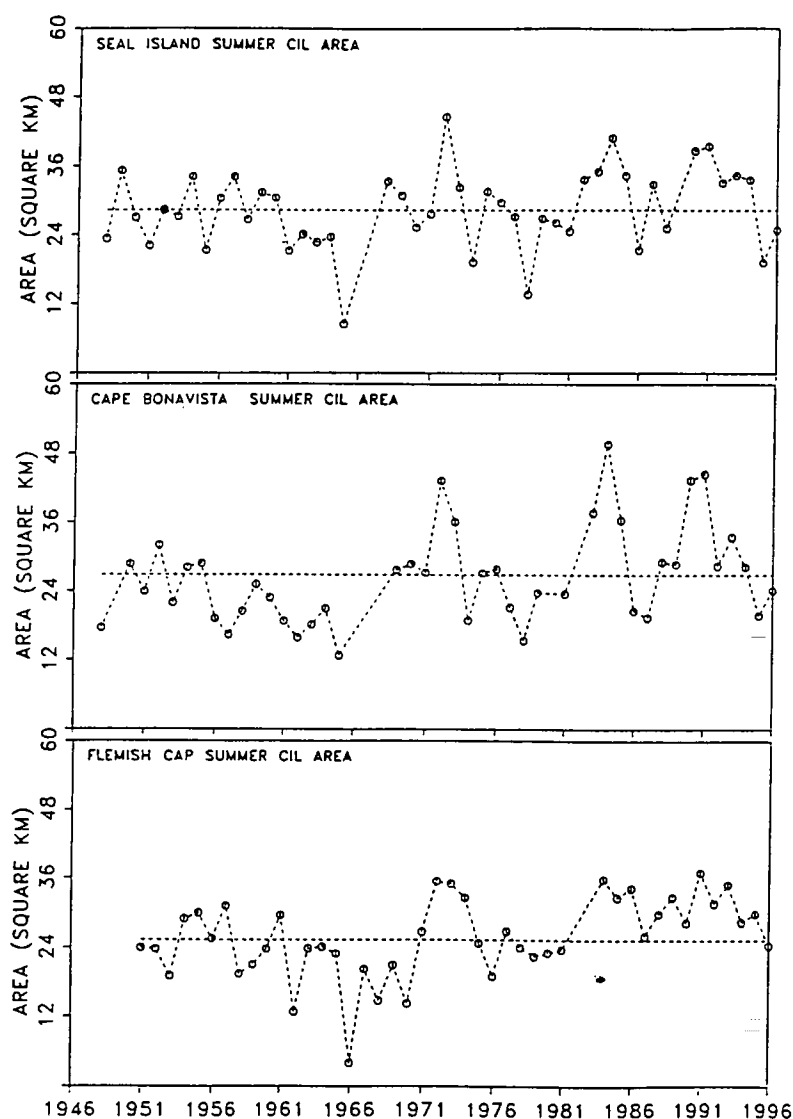 60
SEAL ISLAND SUMMER CIL AREA
48
36
24
12
AREA (SQUARE KM)
60
CAPE BONAVISTA SUMMER CIL AREA
48
36
24
12
AREA (SQUARE KM)
60
FLEMISH CAP SUMMER CIL AREA
48
36
24
12
AREA (SQUARE KM)
1946 1951 1956 1961 1966 1971 1976 1981 1986 1991 1996